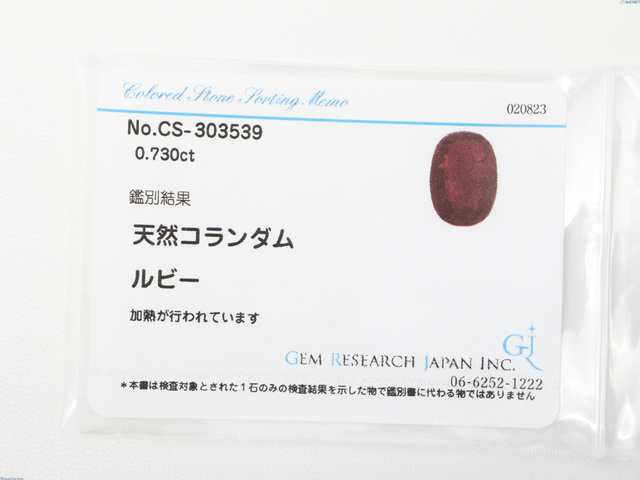 Colored Stone Sorting Memo
020823
No.CS-303539
0.730ct
鑑別結果
天然コランダム
ルビー
加熱が行われています
GJ
GEM RESEARCH JAPAN INC.
06-6252-1222
*本書は検査対象とされた1石のみの検査結果を示した物で鑑別書に代わる物ではありません